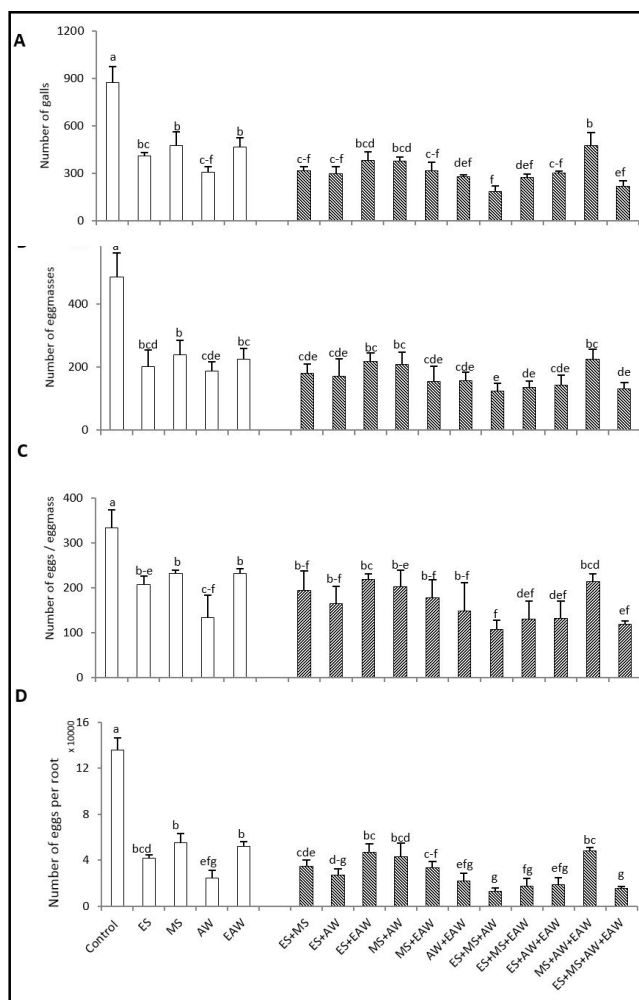 A
1200
900
600
300
0
Number of galls
a
bc
b
c-f
b
c-f
c-f
bcd
bcd
c-f
def
f
def
c-f
b
ef
400
200
0
Number of eggmasses
a
bcd
b
cde
bc
cde
cde
bc
bc
cde
cde
e
de
cde
bc
de
C
400
300
200
100
0
Number of eggs / eggmass
a
b-e
b
c-f
b
b-f
b-f
bc
b-e
b-f
b-f
f
def
def
bcd
ef
D
16
12
8
4
0
Number of eggs per root
x 10000
a
bcd
b
efg
b
cde
d-g
bc
bcd
c-f
efg
g
fg
efg
bc
g
Control
ES
MS
AW
EAW
ES+MS
ES+AW
ES+EAW
MS+AW
MS+EAW
AW+EAW
ES+MS+AW
ES+MS+EAW
ES+AW+EAW
MS+AW+EAW
ES+MS+AW+EAW